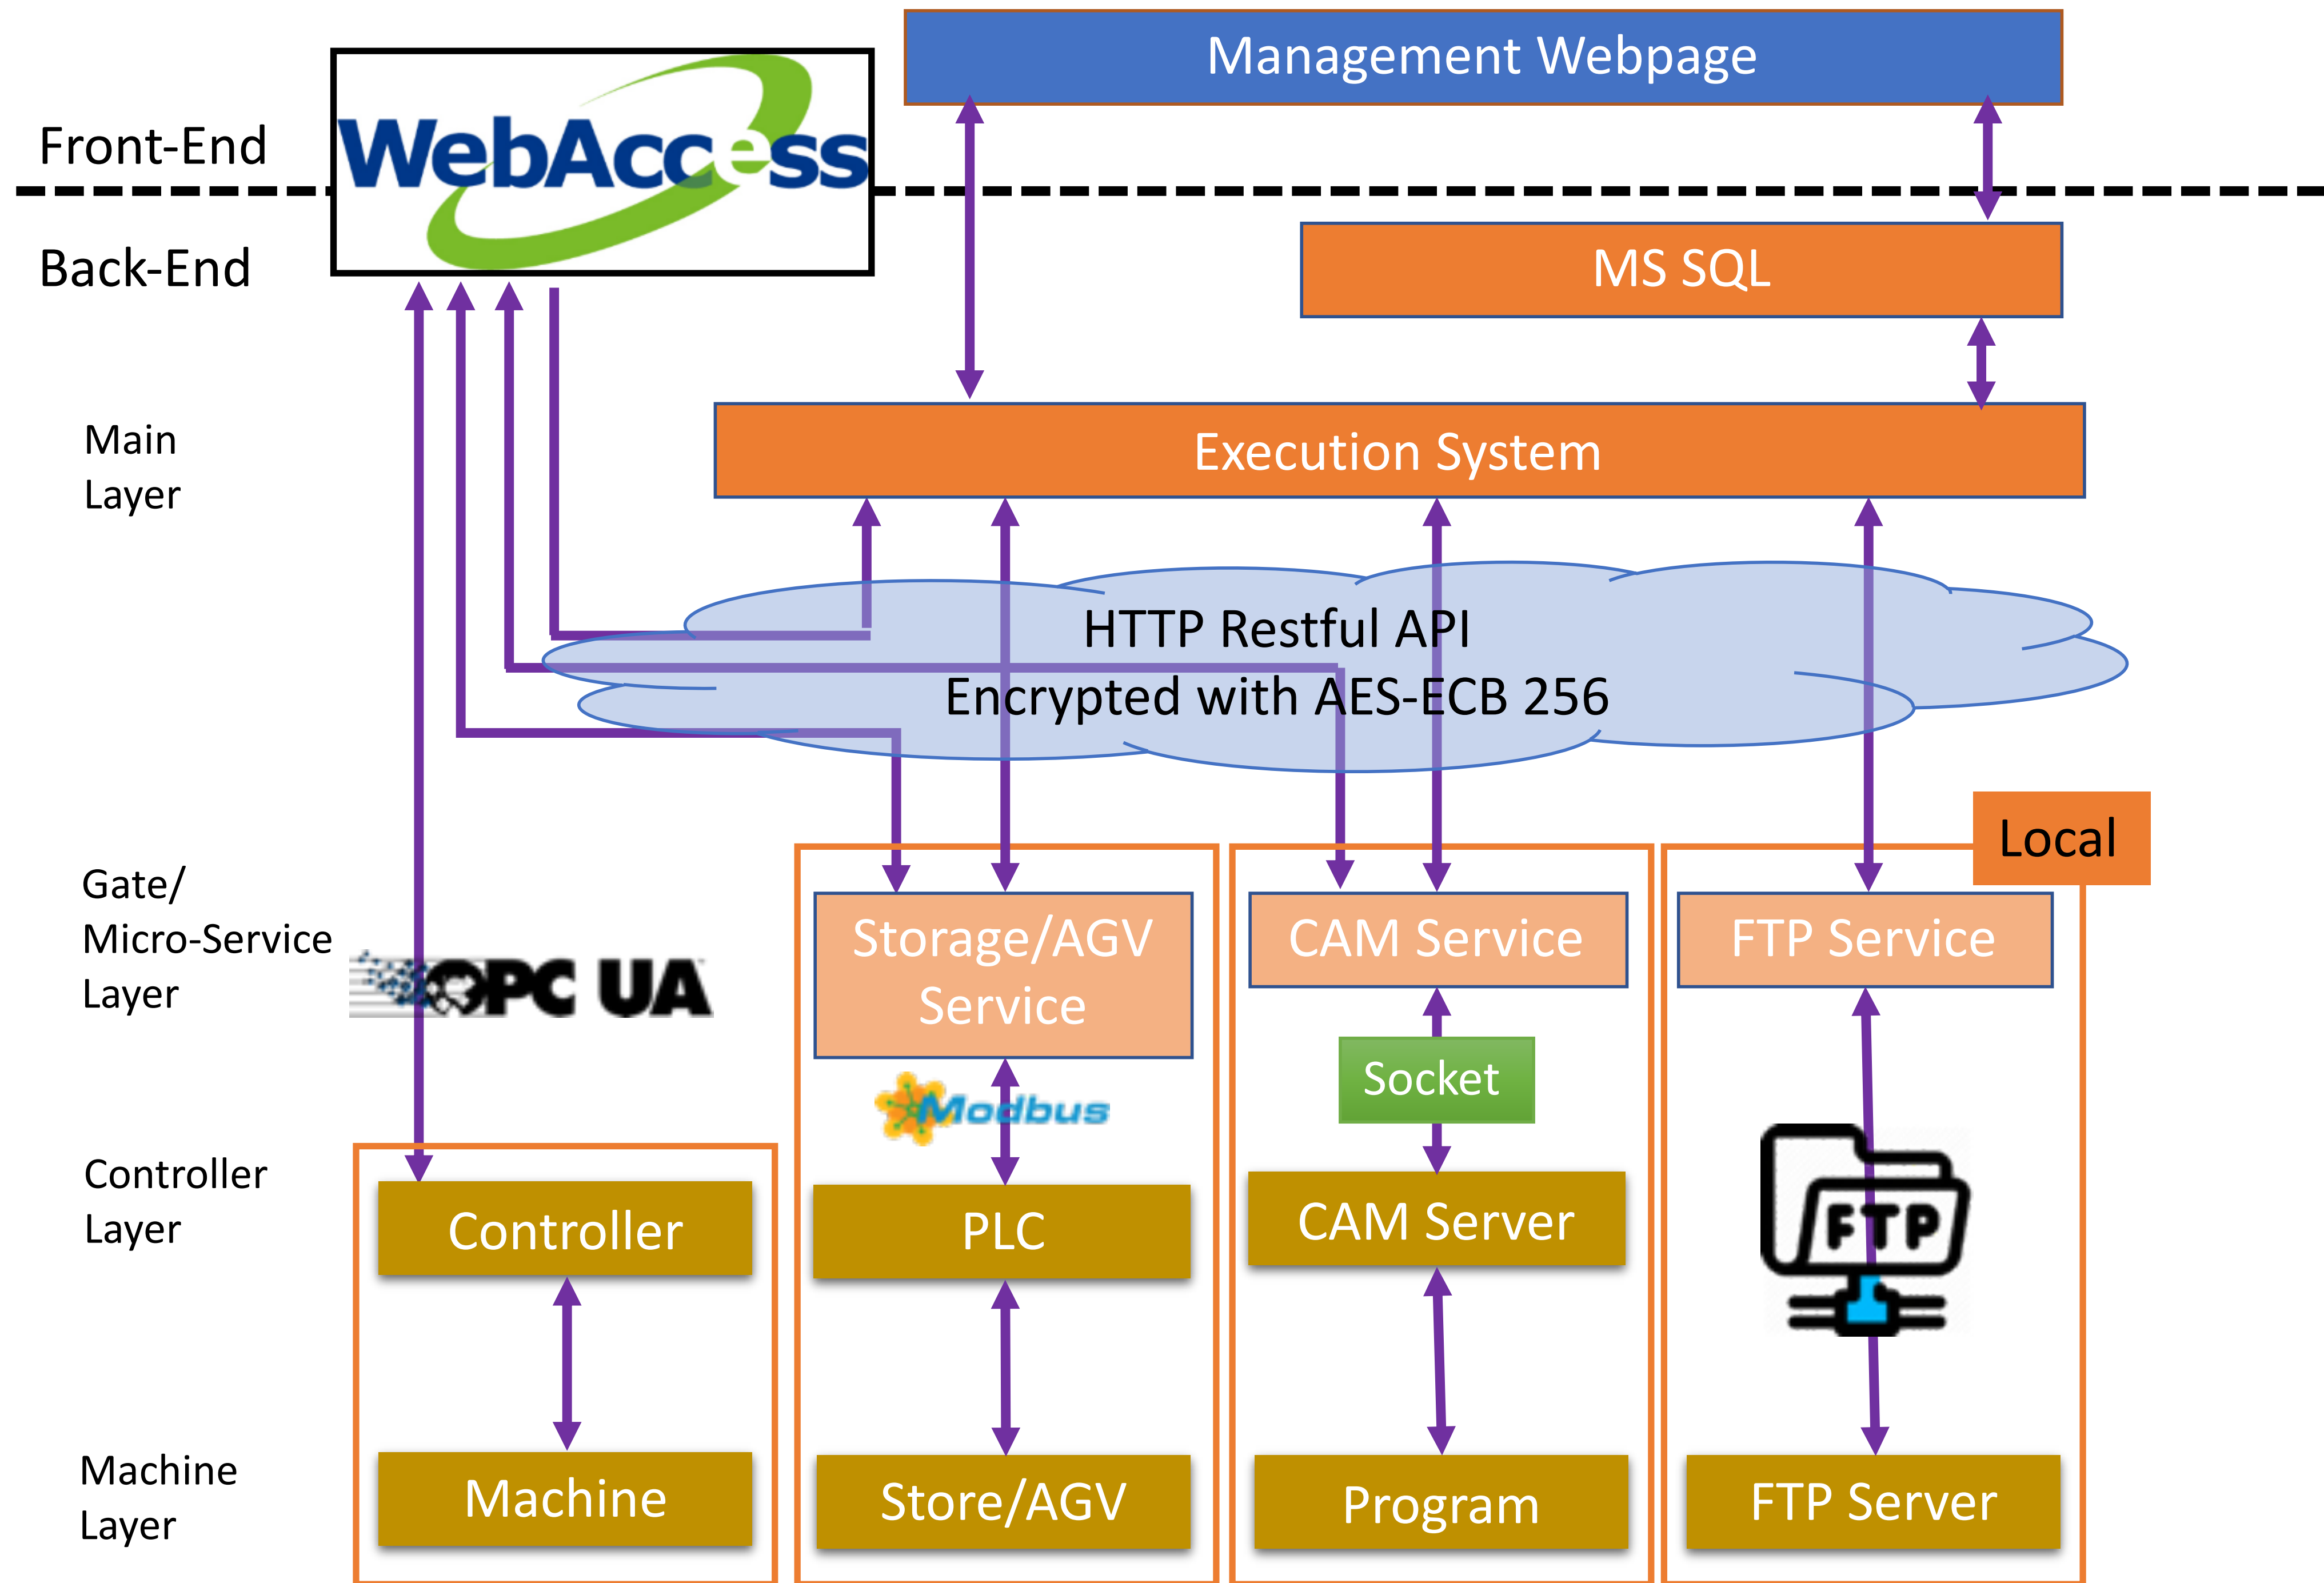 Management Webpage
WebAccess
Front-End
Back-End
MS SQL
Main
Layer
Execution System
HTTP Restful API
Encrypted with AES-ECB 256
Local
Gate/
Micro-Service
Layer
OPC UA
Storage/AGV
Service
CAM Service
FTP Service
Socket
Modbus
Controller
Layer
Controller
PLC
CAM Server
FTP
Machine
Layer
Machine
Store/AGV
Program
FTP Server